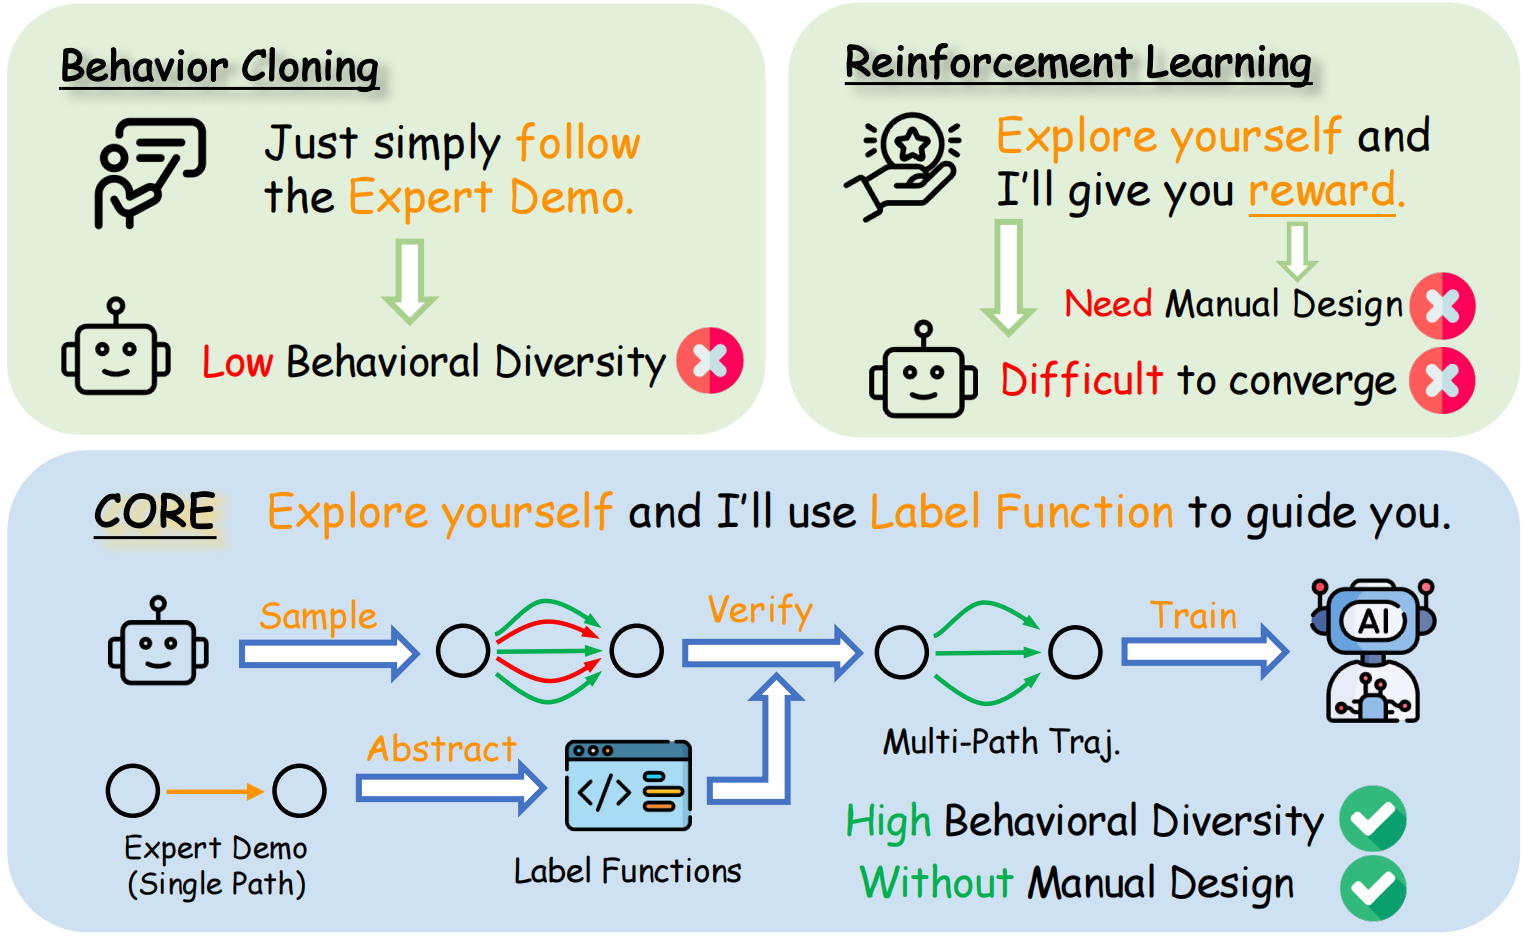 Behavior Cloning
Just simply follow
the Expert Demo.
Low Behavioral Diversity
Reinforcement Learning
Explore yourself and
I'll give you reward.
Need Manual Design
Difficult to converge
CORE
Explore yourself and I'll use Label Function to guide you.
Sample
Verify
Train
AI
Abstract
</>
Multi-Path Traj.
Expert Demo
(Single Path)
Label Functions
High Behavioral Diversity
Without Manual Design